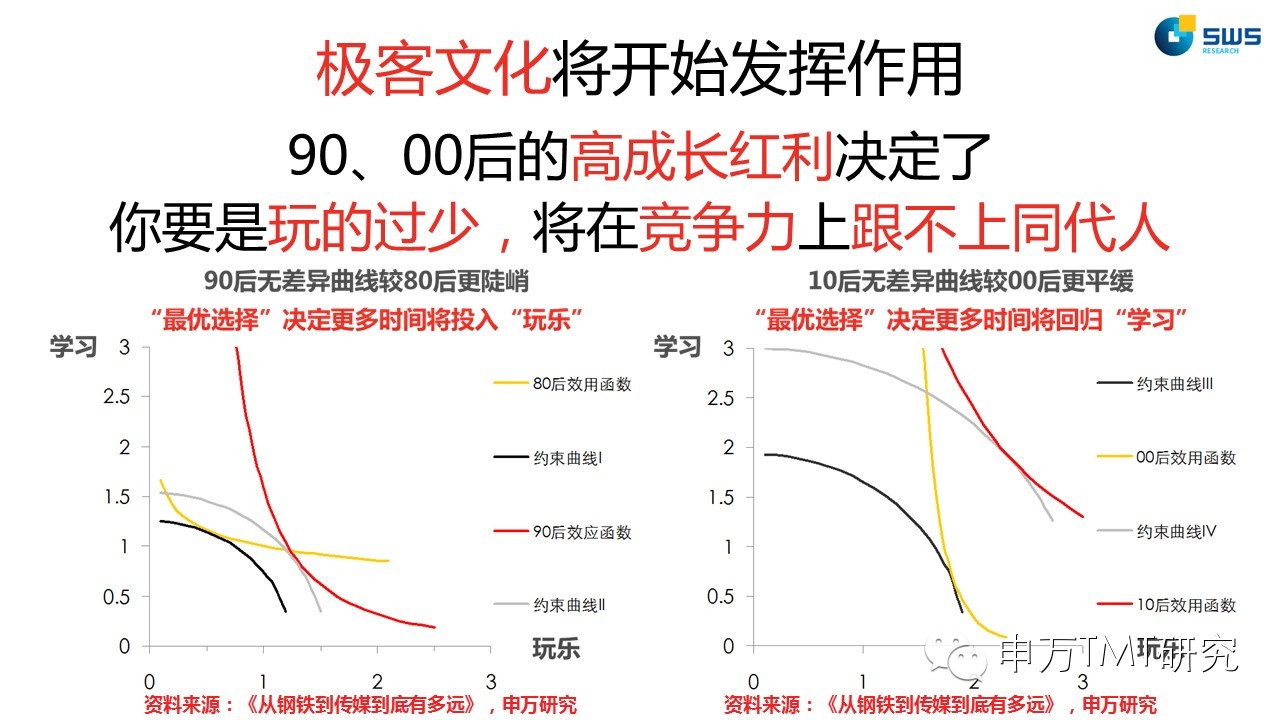 SWS
RESEARCH
极客文化将开始发挥作用
90、00后的高成长红利决定了
你要是玩的过少，将在竞争力上跟不上同代人
90后无差异曲线较80后更陡峭
“最优选择”决定更多时间将投入“玩乐”
学习
3
2.5
2
1.5
1
0.5
0
0
1
2
3
80后效用函数
约束曲线I
90后效应函数
约束曲线II
玩乐
资料来源：《从钢铁到传媒到底有多远》，申万研究
10后无差异曲线较00后更平缓
“最优选择”决定更多时间将回归“学习”
学习
3
2.5
2
1.5
1
0.5
0
0
1
2
3
约束曲线III
00后效用函数
约束曲线IV
10后效用函数
玩乐
申万TMT研究
资料来源：《从钢铁到传媒到底有多远》，申万研究